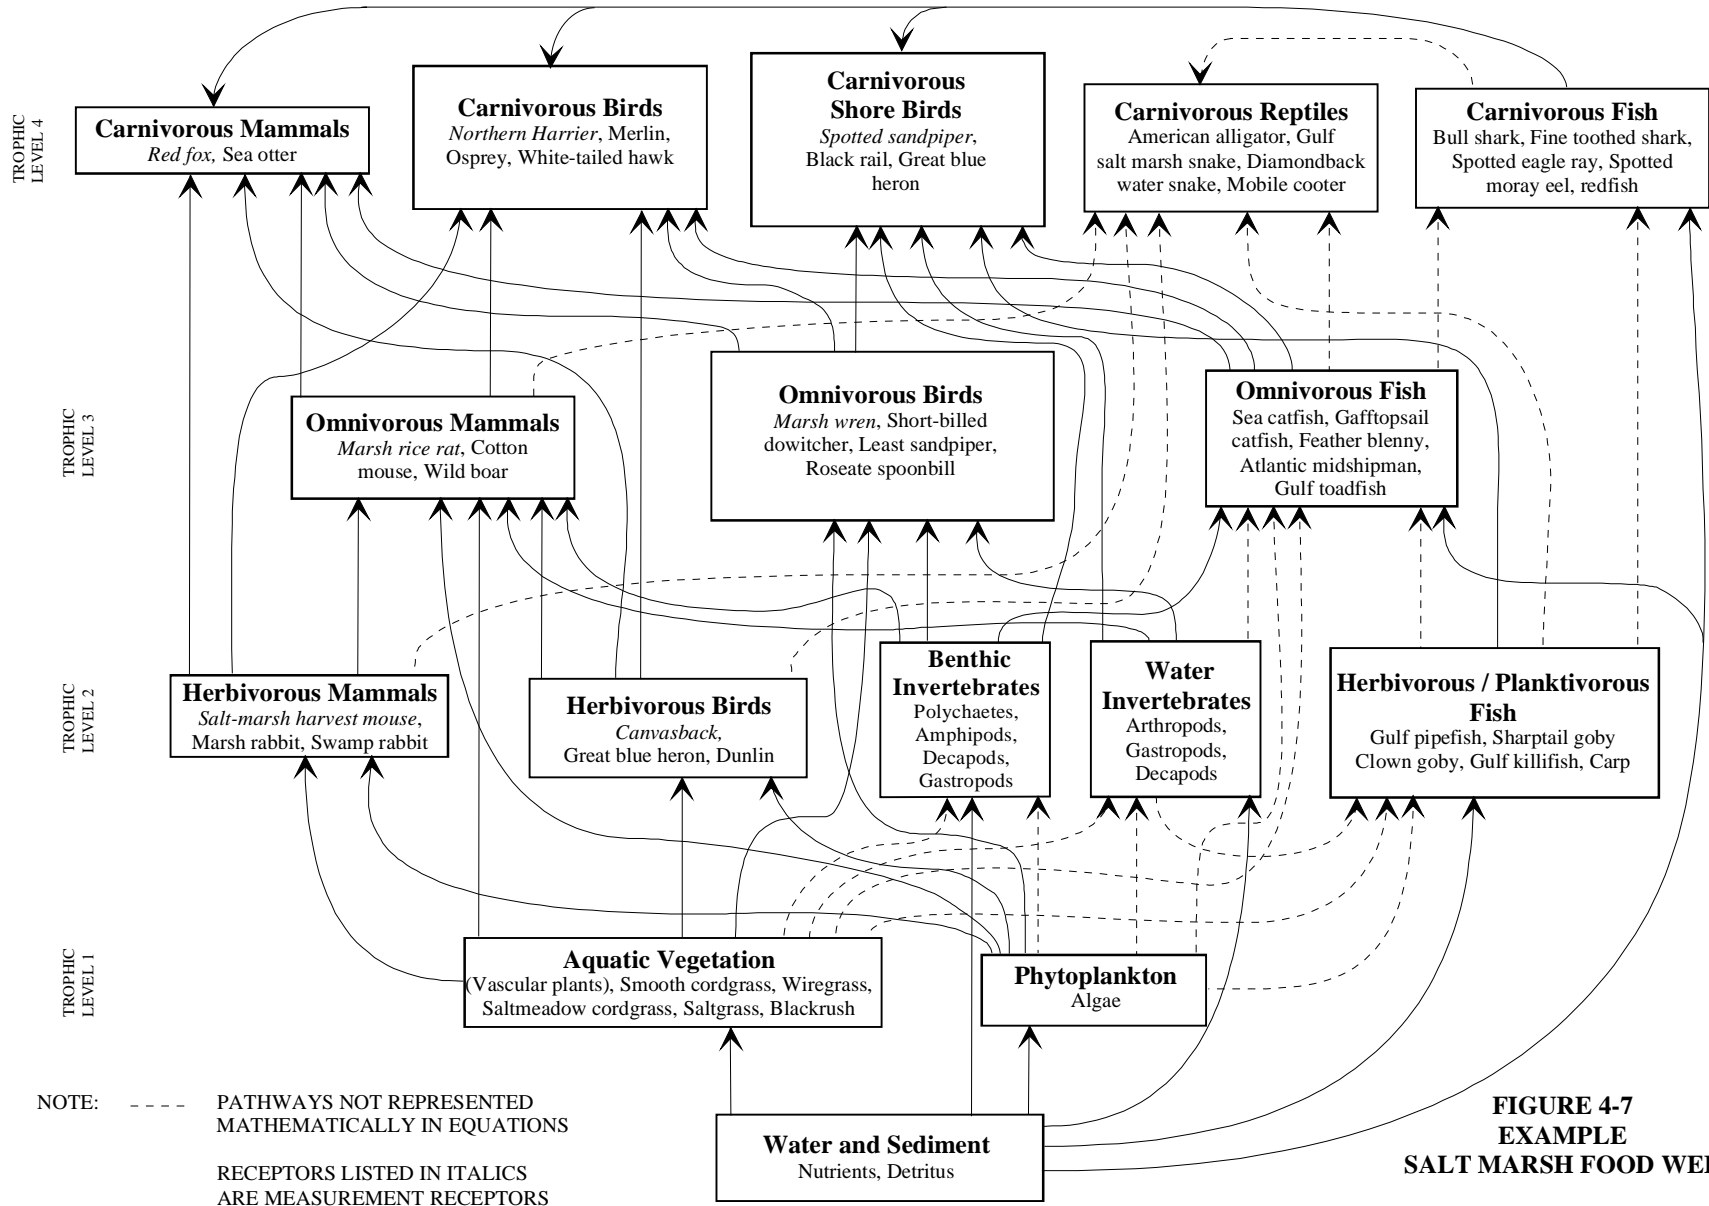 TROPHIC
LEVEL 4
Carnivorous Mammals
Red fox, Sea otter
Carnivorous Birds
Northern Harrier, Merlin,
Osprey, White-tailed hawk
Carnivorous
Shore Birds
Spotted sandpiper,
Black rail, Great blue
heron
Carnivorous Reptiles
American alligator, Gulf
salt marsh snake, Diamondback
water snake, Mobile cooter
Carnivorous Fish
Bull shark, Fine toothed shark,
Spotted eagle ray, Spotted
moray eel, redfish
TROPHIC
LEVEL 3
Omnivorous Mammals
Marsh rice rat, Cotton
mouse, Wild boar
Omnivorous Birds
Marsh wren, Short-billed
dowitcher, Least sandpiper,
Roseate spoonbill
Omnivorous Fish
Sea catfish, Gafftopsail
catfish, Feather blenny,
Atlantic midshipman,
Gulf toadfish
TROPHIC
LEVEL 2
Herbivorous Mammals
Salt-marsh harvest mouse,
Marsh rabbit, Swamp rabbit
Herbivorous Birds
Canvasback,
Great blue heron, Dunlin
Benthic
Invertebrates
Polychaetes,
Amphipods,
Decapods,
Gastropods
Water
Invertebrates
Arthropods,
Gastropods,
Decapods
Herbivorous / Planktivorous
Fish
Gulf pipefish, Sharptail goby
Clown goby, Gulf killifish, Carp
TROPHIC
LEVEL 1
Aquatic Vegetation
(Vascular plants), Smooth cordgrass, Wiregrass,
Saltmeadow cordgrass, Saltgrass, Blackrush
Phytoplankton
Algae
Water and Sediment
Nutrients, Detritus
NOTE: ---- PATHWAYS NOT REPRESENTED
MATHEMATICALLY IN EQUATIONS
RECEPTORS LISTED IN ITALICS
ARE MEASUREMENT RECEPTORS
FIGURE 4-7
EXAMPLE
SALT MARSH FOOD WEB